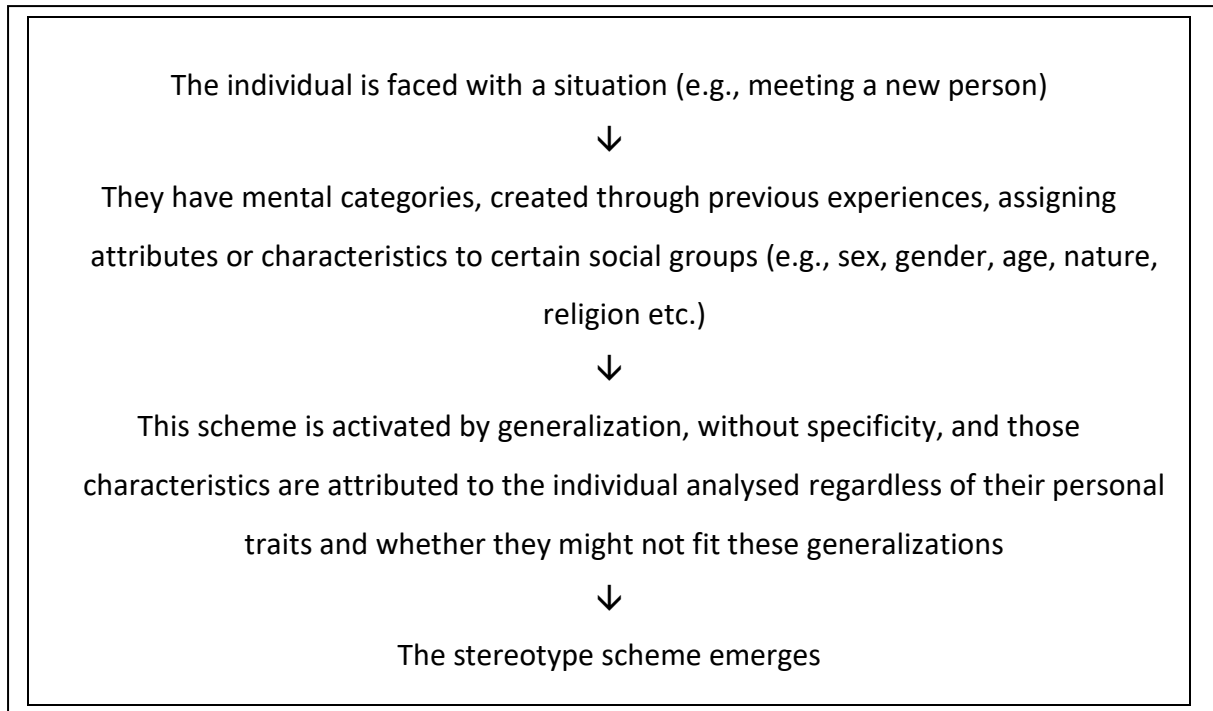 The individual is faced with a situation (e.g., meeting a new person)
↓
They have mental categories, created through previous experiences, assigning
attributes or characteristics to certain social groups (e.g., sex, gender, age, nature,
religion etc.)
↓
This scheme is activated by generalization, without specificity, and those
characteristics are attributed to the individual analysed regardless of their personal
traits and whether they might not fit these generalizations
↓
The stereotype scheme emerges